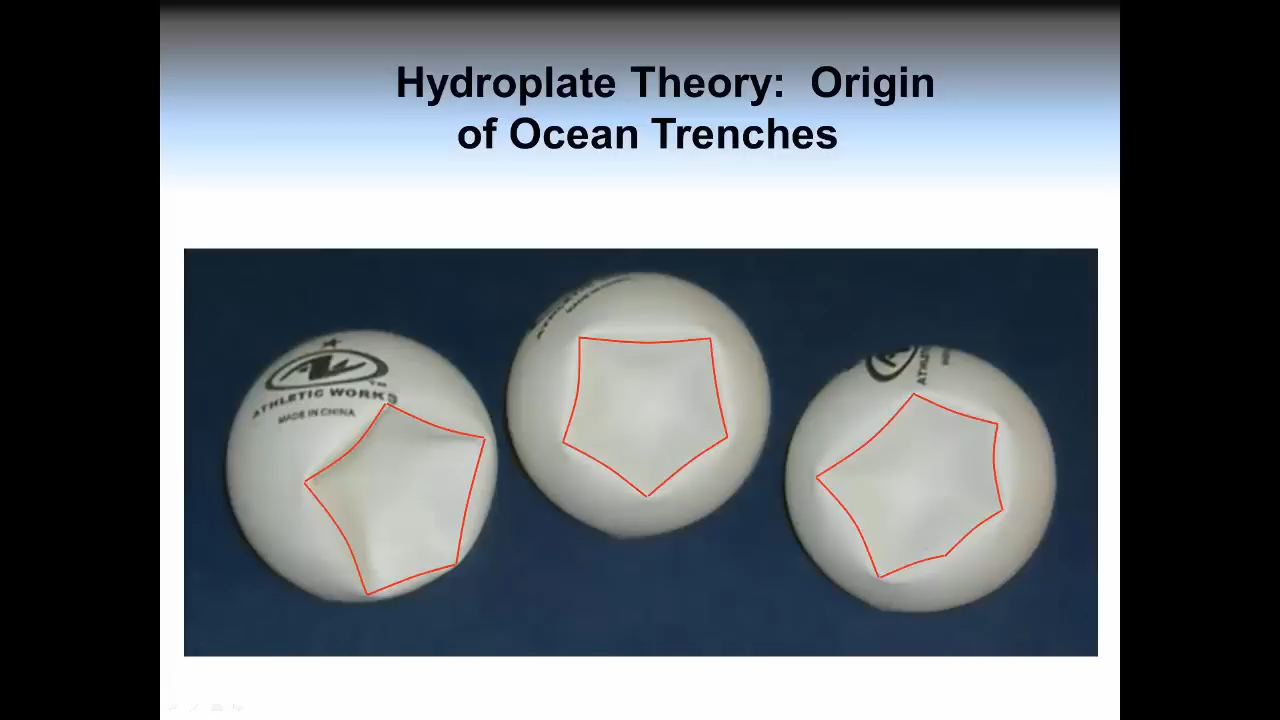 Hydroplate Theory: Origin
of Ocean Trenches
ATHLETIC WORKS
MADE IN CHINA